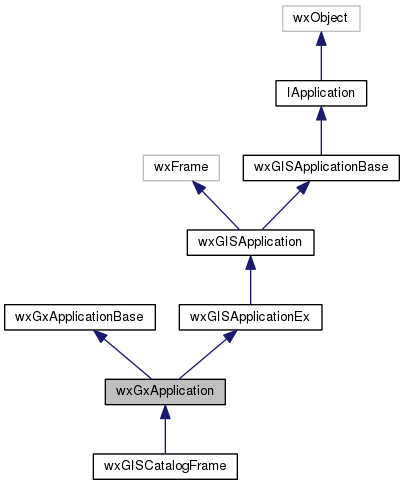 wxObject
IApplication
wxFrame
wxGISApplicationBase
wxGISApplication
wxGxApplicationBase
wxGISApplicationEx
wxGxApplication
wxGISCatalogFrame